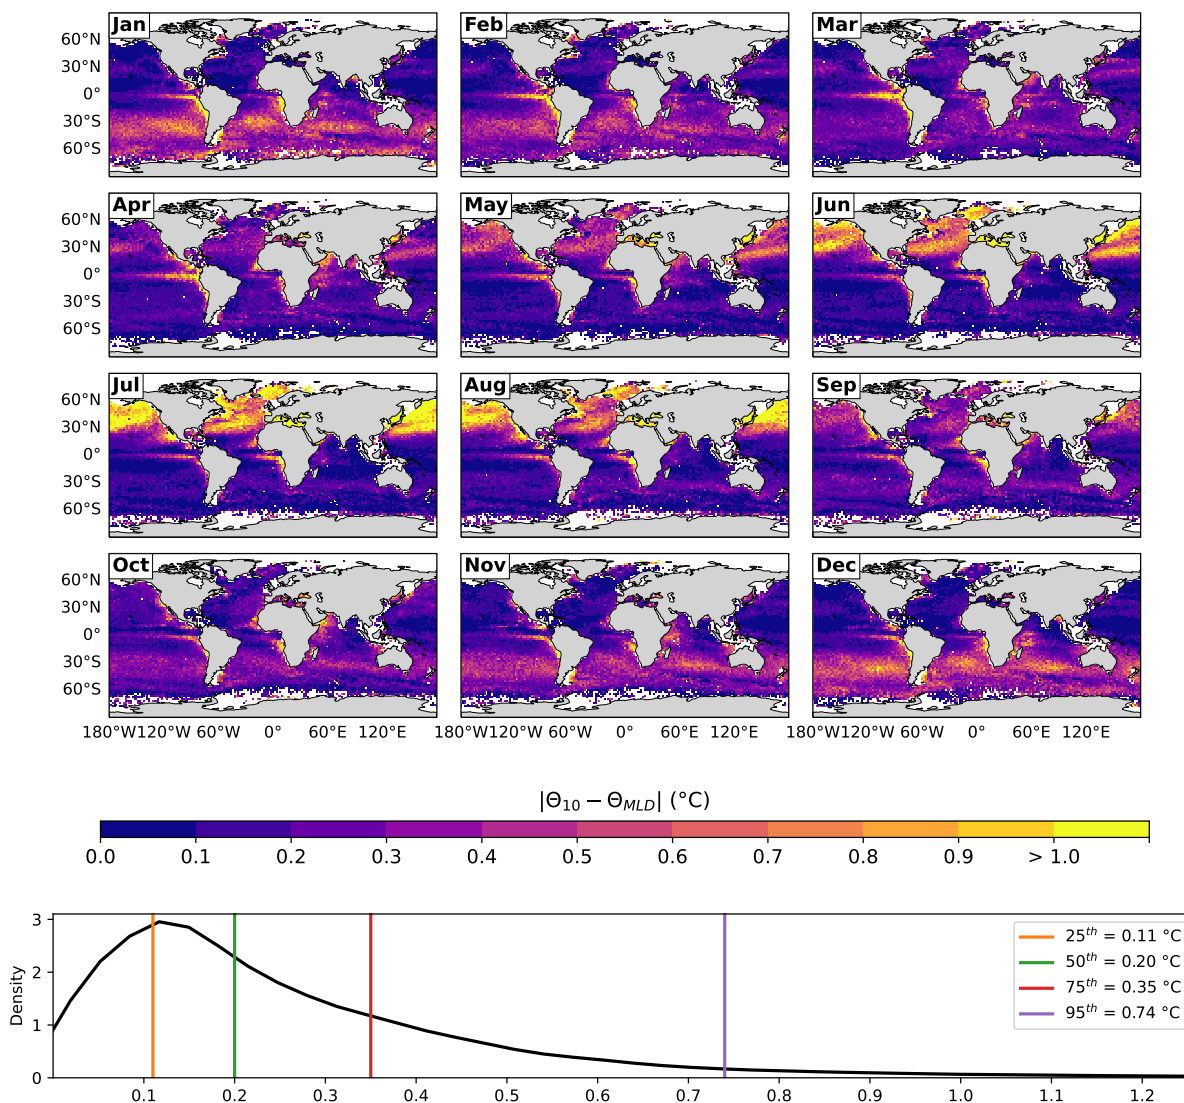 Jan Feb Mar
60°N
30°N
0°
30°S
60°S
Apr May Jun
60°N
30°N
0°
30°S
60°S
Jul Aug Sep
60°N
30°N
0°
30°S
60°S
Oct Nov Dec
60°N
30°N
0°
30°S
60°S
180°W 120°W 60°W 0° 60°E 120°E 180°W 120°W 60°W 0° 60°E 120°E 180°W 120°W 60°W 0° 60°E 120°E
|Θ10 − ΘMLD| (°C)
0.0 0.1 0.2 0.3 0.4 0.5 0.6 0.7 0.8 0.9 > 1.0
3
2
1
0
Density
25th = 0.11 °C
50th = 0.20 °C
75th = 0.35 °C
95th = 0.74 °C
0.1 0.2 0.3 0.4 0.5 0.6 0.7 0.8 0.9 1.0 1.1 1.2